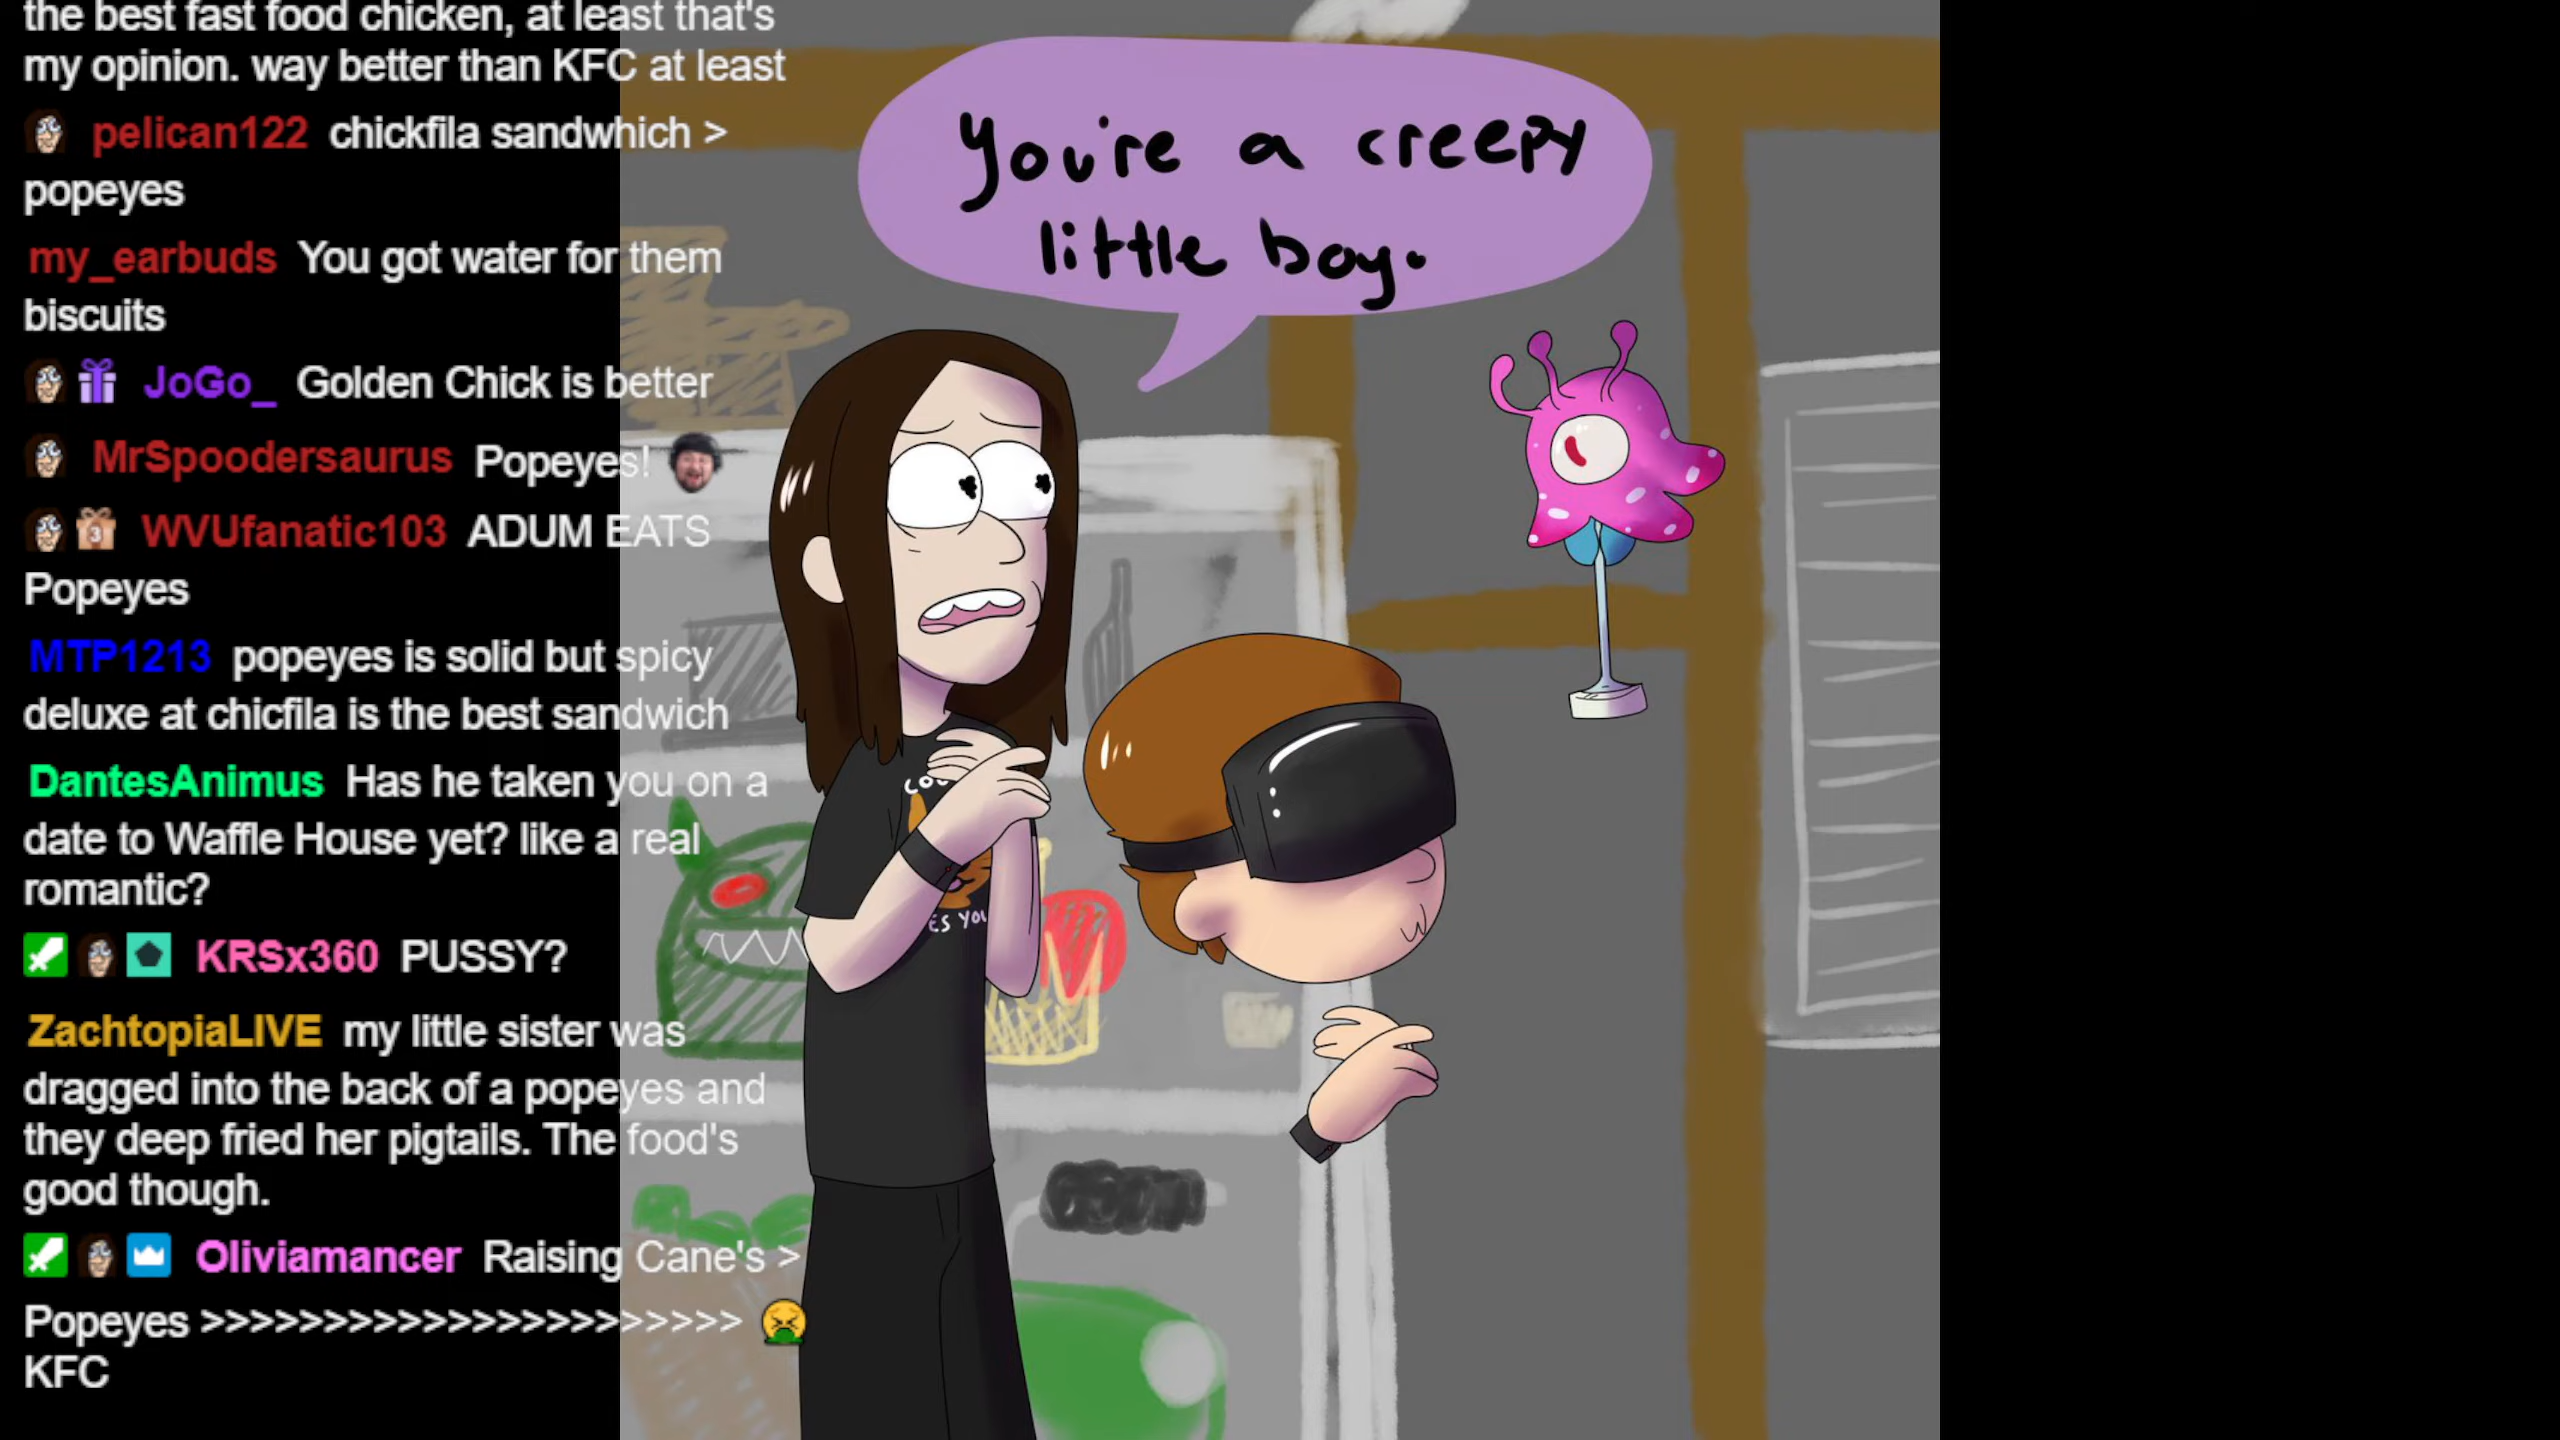 the best fast food chicken, at least that's
my opinion. way better than KFC at least
pelican122 chickfila sandwhich >
popeyes
my_earbuds You got water for them
biscuits
JoGo_ Golden Chick is better
MrSpoodersaurus Popeyes!
WVUfanatic103 ADUM EATS
Popeyes
MTP1213 popeyes is solid but spicy
deluxe at chicfila is the best sandwich
DantesAnimus Has he taken you on a
date to Waffle House yet? like a real
romantic?
KRSx360 PUSSY?
ZachtopiaLIVE my little sister was
dragged into the back of a popeyes and
they deep fried her pigtails. The food's
good though.
Oliviamancer Raising Cane's >
Popeyes >>>>>>>>>>>>>>>>>>>>>>
KFC
You're a creepy
little boy.